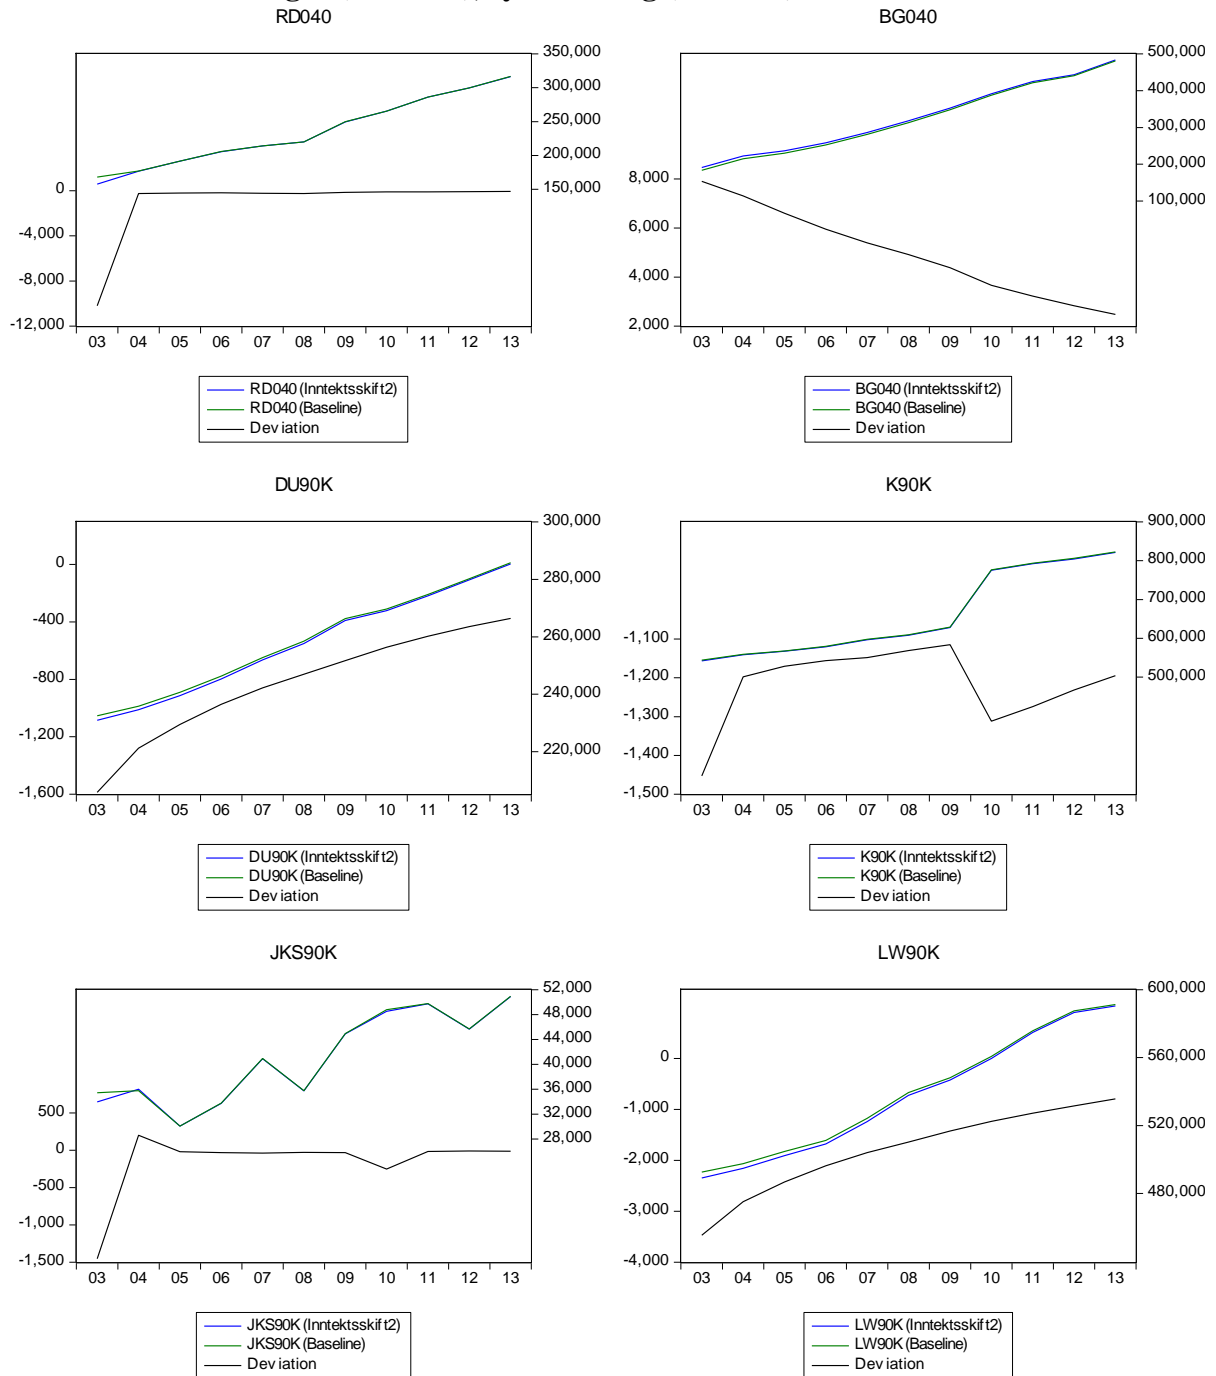 RD040
BG040
350,000
300,000
250,000
200,000
150,000
0
-4,000
-8,000
-12,000
03 04 05 06 07 08 09 10 11 12 13
RD040 (Inntektsskift2)
RD040 (Baseline)
Deviation
500,000
400,000
300,000
200,000
100,000
8,000
6,000
4,000
2,000
03 04 05 06 07 08 09 10 11 12 13
BG040 (Inntektsskift2)
BG040 (Baseline)
Deviation
DU90K
300,000
280,000
260,000
240,000
220,000
0
-400
-800
-1,200
-1,600
03 04 05 06 07 08 09 10 11 12 13
DU90K (Inntektsskift2)
DU90K (Baseline)
Deviation
K90K
900,000
800,000
700,000
600,000
500,000
-1,100
-1,200
-1,300
-1,400
-1,500
03 04 05 06 07 08 09 10 11 12 13
K90K (Inntektsskift2)
K90K (Baseline)
Deviation
JKS90K
52,000
48,000
44,000
40,000
36,000
32,000
28,000
500
0
-500
-1,000
-1,500
03 04 05 06 07 08 09 10 11 12 13
JKS90K (Inntektsskift2)
JKS90K (Baseline)
Deviation
LW90K
600,000
560,000
520,000
480,000
0
-1,000
-2,000
-3,000
-4,000
03 04 05 06 07 08 09 10 11 12 13
LW90K (Inntektsskift2)
LW90K (Baseline)
Deviation